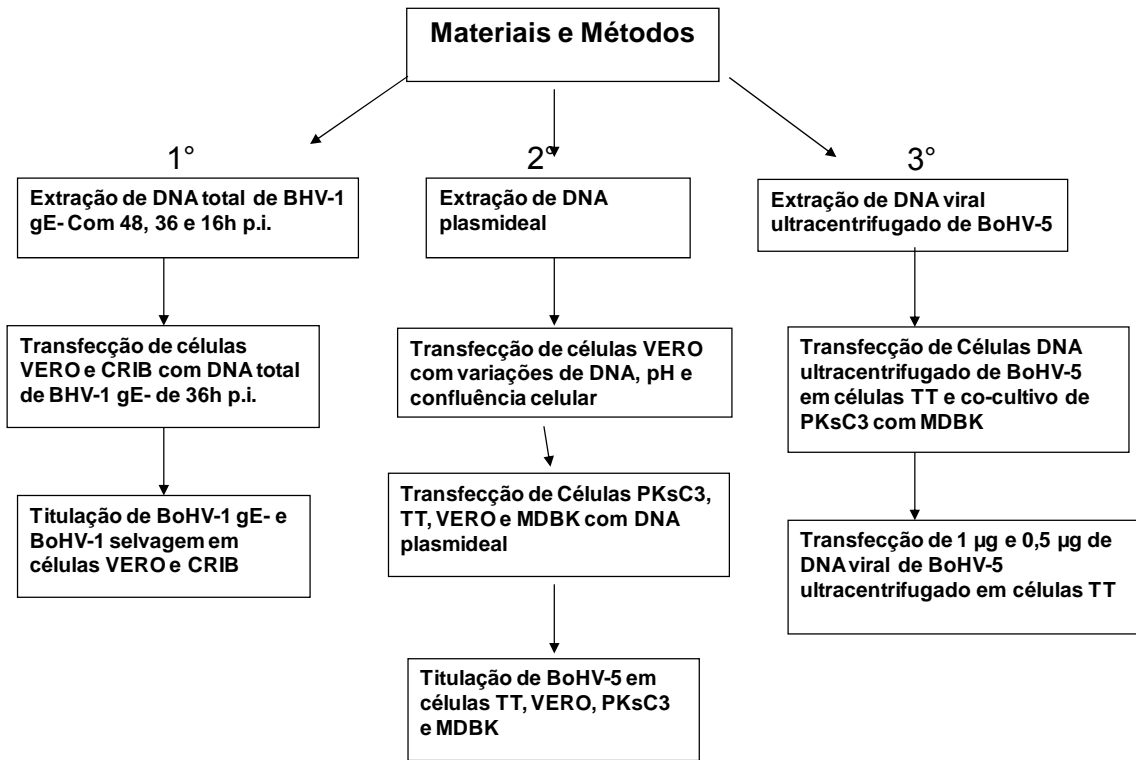 Materiais e Métodos
1°
Extração de DNA total de BHV-1
gE- Com 48, 36 e 16h p.i.
Transfecção de células
VERO e CRIB com DNA total
de BHV-1 gE- de 36h p.i.
Titulação de BoHV-1 gE- e
BoHV-1 selvagem em
células VERO e CRIB
2°
Extração de DNA
plasmideal
Transfecção de células VERO
com variações de DNA, pH e
confluência celular
Transfecção de Células PKsC3,
TT, VERO e MDBK com DNA
plasmideal
Titulação de BoHV-5 em
células TT, VERO, PKsC3
e MDBK
3°
Extração de DNA viral
ultracentrifugado de BoHV-5
Transfecção de Células DNA
ultracentrifugado de BoHV-5
em células TT e co-cultivo de
PKsC3 com MDBK
Transfecção de 1 µg e 0,5 µg de
DNA viral de BoHV-5
ultracentrifugado em células TT